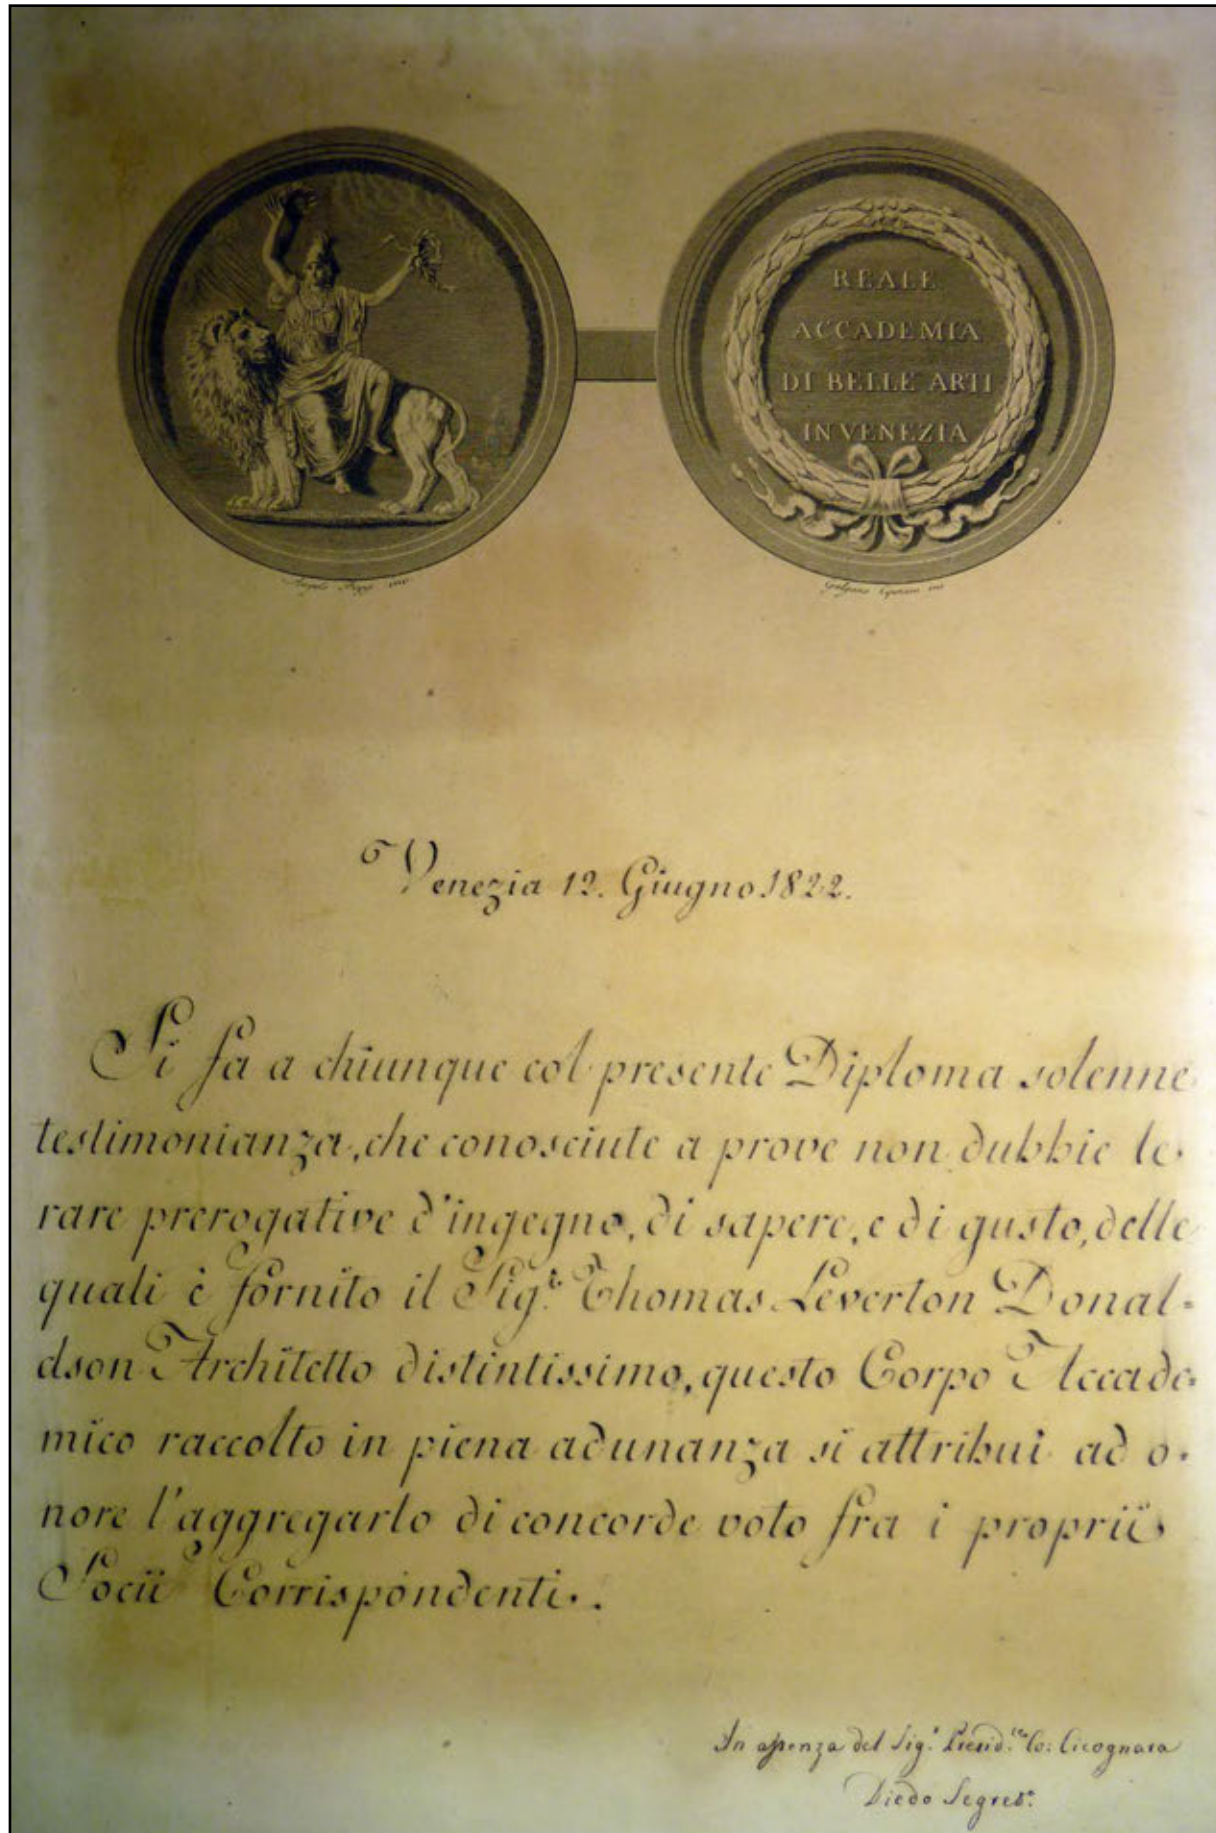 REALE
ACCADEMIA
DI BELLE ARTI
IN VENEZIA
Angelo
Galgano
Venezia 12. Giugno 1822.
Si fa a chiunque col presente Diploma solenne
testimonianza, che conosciute a prove non dubbie le
rare prerogative d'ingegno, di sapere, e di gusto, delle
quali è fornito il Sig.r Thomas Leverton Donal-
dson Architetto distintissimo, questo Corpo Accade-
mico raccolto in piena adunanza si attribuì ad o-
nore l'aggregarlo di concorde voto fra i proprii
Socii Corrispondenti.
In assenza del Sig.r Presid.te Co: Cicognara
Diedo Segret.o